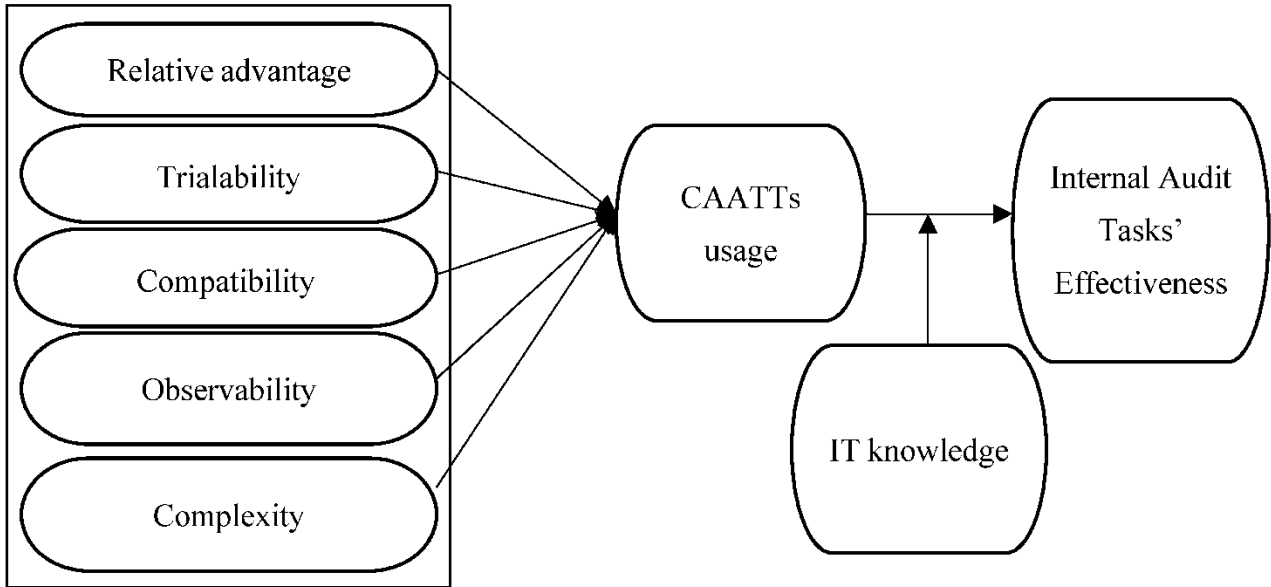 Relative advantage
Trialability
Compatibility
Observability
Complexity
CAATTs
usage
Internal Audit
Tasks’
Effectiveness
IT knowledge